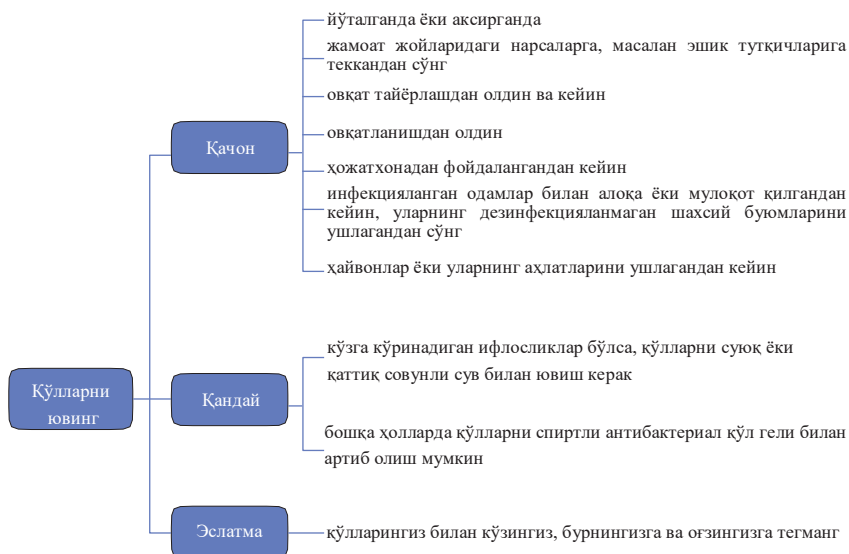 Қўлларни
ювинг
Қачон
йўталганда ёки аксирганда
жамоат жойларидаги нарсаларга, масалан эшик тутқичларига
теккандан сўнг
овқат тайёрлашдан олдин ва кейин
овқатланишдан олдин
ҳожатхонадан фойдалангандан кейин
инфекцияланган одамлар билан алоқа ёки мулоқот қилгандан
кейин, уларнинг дезинфекцияланмаган шахсий буюмларини
ушлагандан сўнг
ҳайвонлар ёки уларнинг аҳлатларини ушлагандан кейин
Қандай
кўзга кўринадиган ифлосликлар бўлса, қўлларни суюқ ёки
қаттиқ совунли сув билан ювиш керак
бошқа ҳолларда қўлларни спиртли антибактериал қўл гели билан
артиб олиш мумкин
Эслатма
қўлларингиз билан кўзингиз, бурнингизга ва оғзингизга тегманг